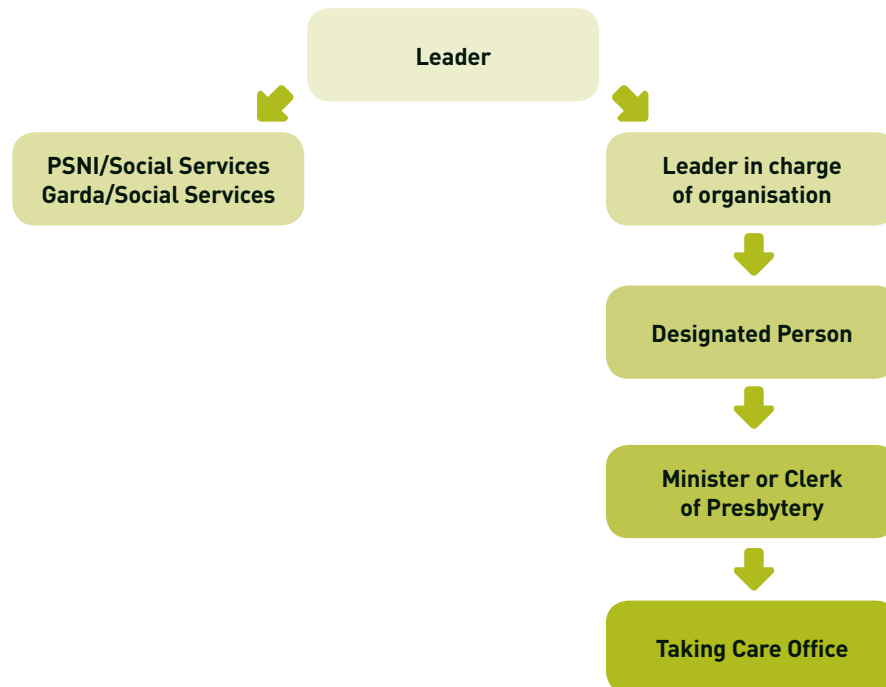 Leader
PSNI/Social Services
Garda/Social Services
Leader in charge
of organisation
Designated Person
Minister or Clerk
of Presbytery
Taking Care Office